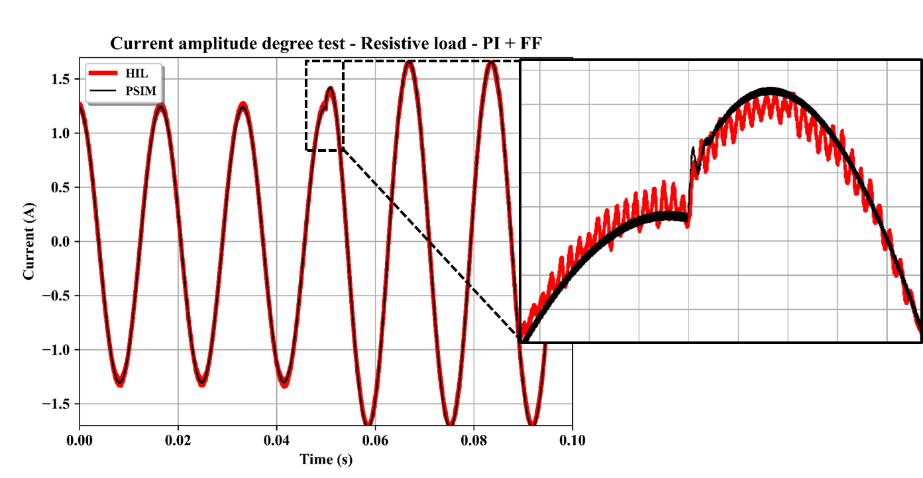 Current amplitude degree test - Resistive load - PI + FF
HIL
PSIM
1.5
1.0
0.5
0.0
−0.5
−1.0
−1.5
Current (A)
0.00 0.02 0.04 0.06 0.08 0.10
Time (s)